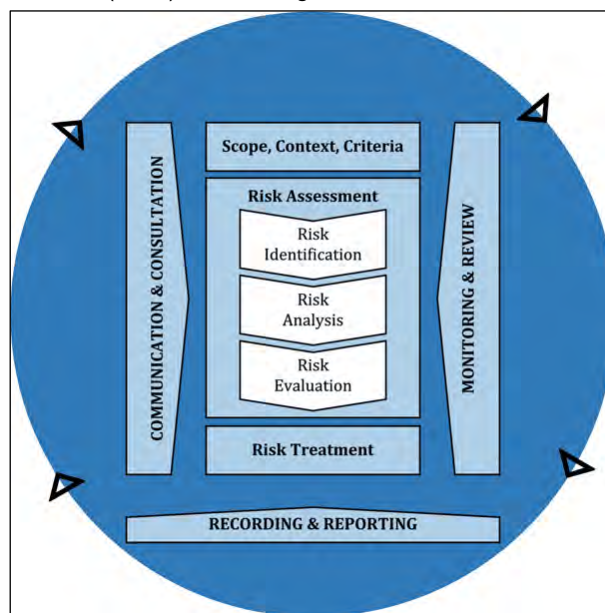 Scope, Context, Criteria
Risk Assessment
Risk
Identification
Risk
Analysis
Risk
Evaluation
Risk Treatment
COMMUNICATION & CONSULTATION
MONITORING & REVIEW
RECORDING & REPORTING